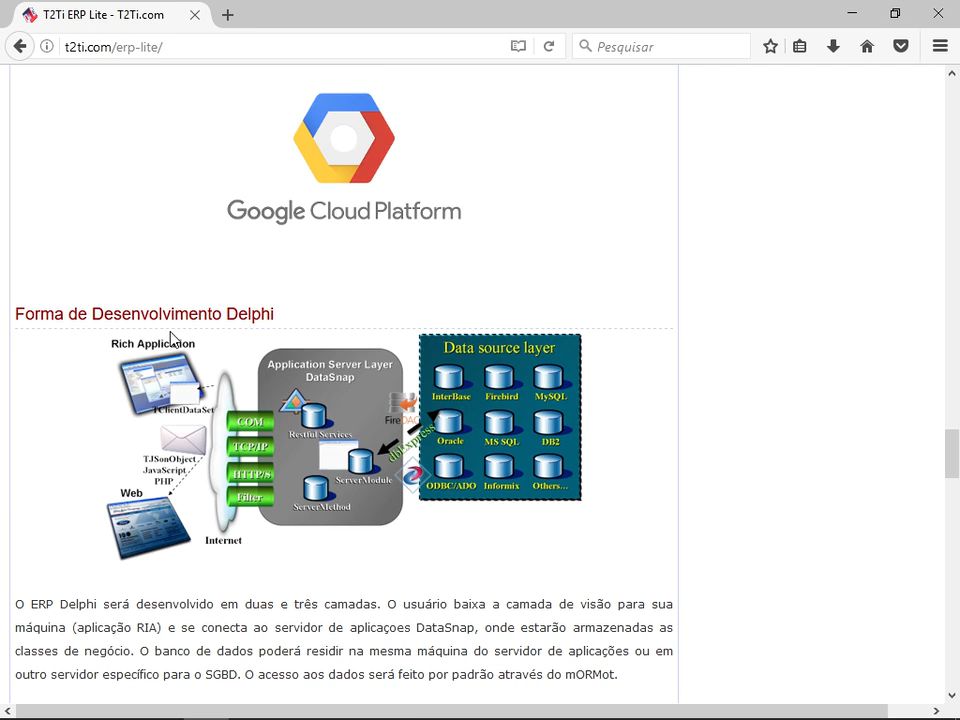 T2Ti ERP Lite - T2Ti.com
t2ti.com/erp-lite/
Pesquisar
Google Cloud Platform
Forma de Desenvolvimento Delphi
Rich Application
TClientDataSet
TJSonObject
JavaScript
PHP
Web
Internet
COM
TCP/IP
HTTP/S
Filter
Application Server Layer
DataSnap
Restful Services
ServerModule
ServerMethod
FireDAC
dbExpress
Data source layer
InterBase Firebird MySQL
Oracle MS SQL DB2
ODBC/ADO Informix Others...
O ERP Delphi será desenvolvido em duas e três camadas. O usuário baixa a camada de visão para sua
máquina (aplicação RIA) e se conecta ao servidor de aplicaçoes DataSnap, onde estarão armazenadas as
classes de negócio. O banco de dados poderá residir na mesma máquina do servidor de aplicações ou em
outro servidor específico para o SGBD. O acesso aos dados será feito por padrão através do mORMot.